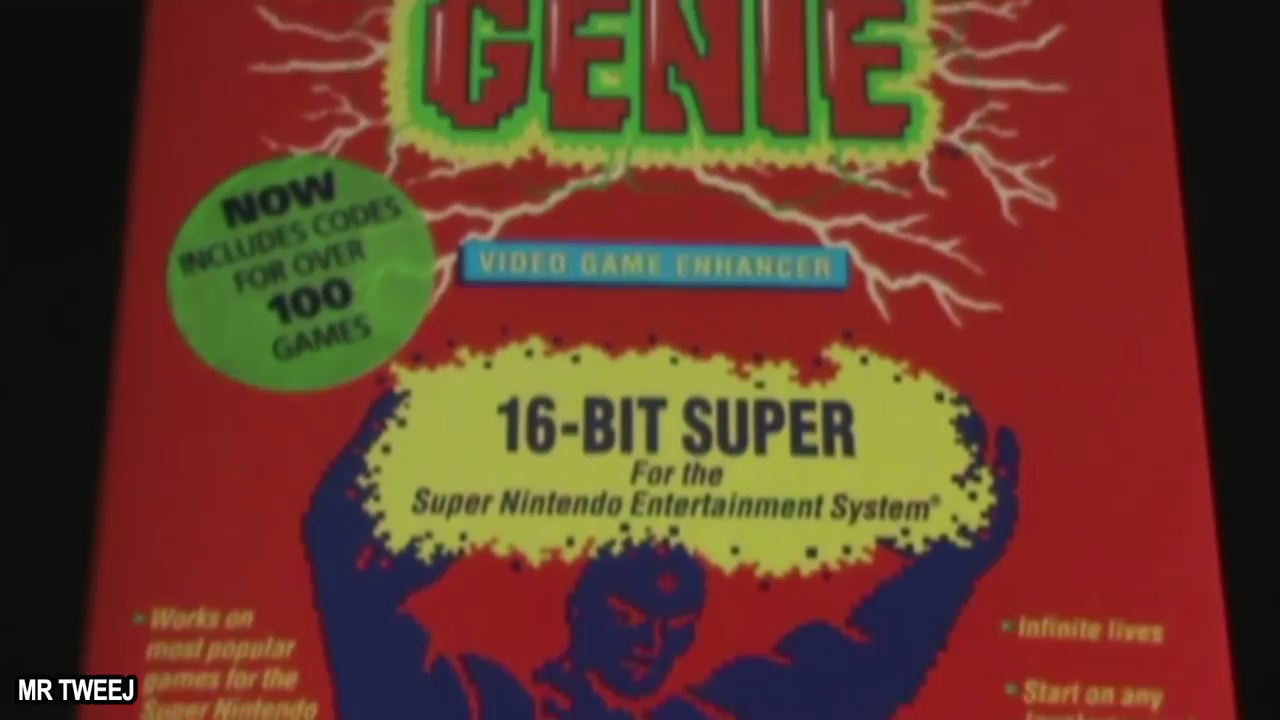 GENIE
NOW
INCLUDES CODES
FOR OVER
100
GAMES
VIDEO GAME ENHANCER
16-BIT SUPER
For the
Super Nintendo Entertainment System®
Works on
most popular
games for the
Super Nintendo
Infinite lives
Start on any
MR TWEEJ